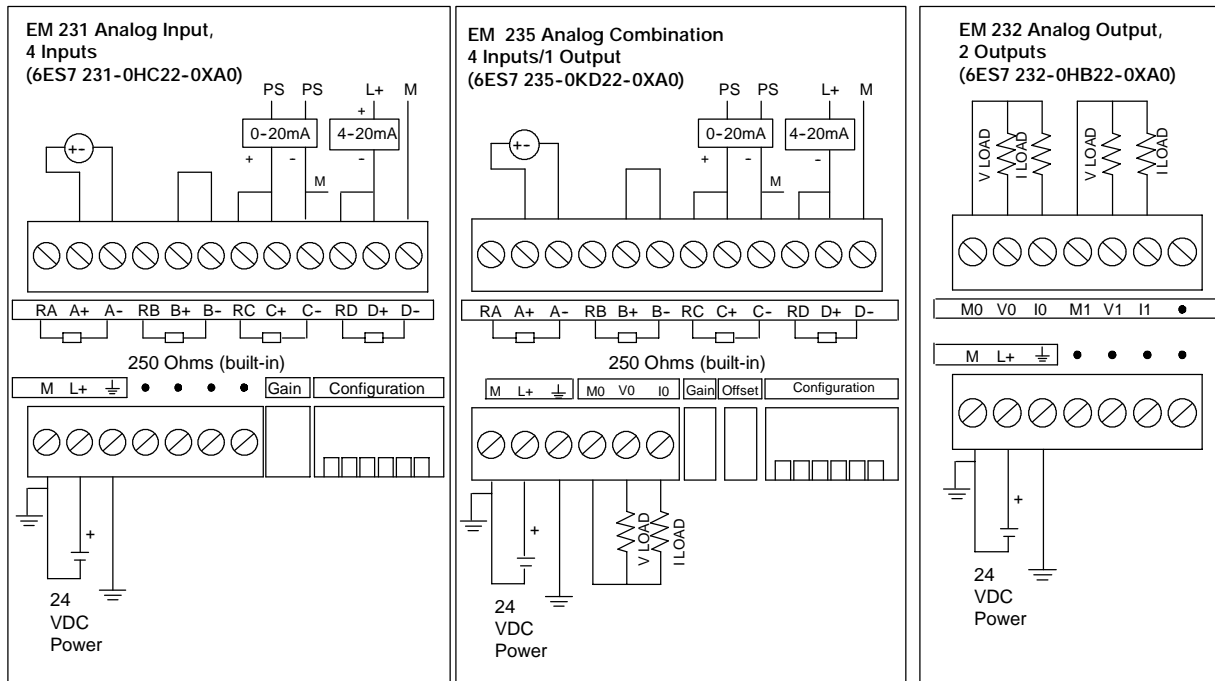 EM 231 Analog Input,
4 Inputs
(6ES7 231-0HC22-0XA0)
PS PS L+ M
+
0-20mA 4-20mA
+-
+ - -
M
RA A+ A- RB B+ B- RC C+ C- RD D+ D-
250 Ohms (built-in)
M L+ Gain Configuration
+
24
VDC
Power
EM 235 Analog Combination
4 Inputs/1 Output
(6ES7 235-0KD22-0XA0)
PS PS L+ M
0-20mA 4-20mA
+-
+ - -
M
RA A+ A- RB B+ B- RC C+ C- RD D+ D-
250 Ohms (built-in)
M L+ M0 V0 I0 Gain Offset Configuration
+
V LOAD
I LOAD
24
VDC
Power
EM 232 Analog Output,
2 Outputs
(6ES7 232-0HB22-0XA0)
V LOAD
I LOAD
V LOAD
I LOAD
M0 V0 I0 M1 V1 I1 •
M L+ • • • •
+
24
VDC
Power